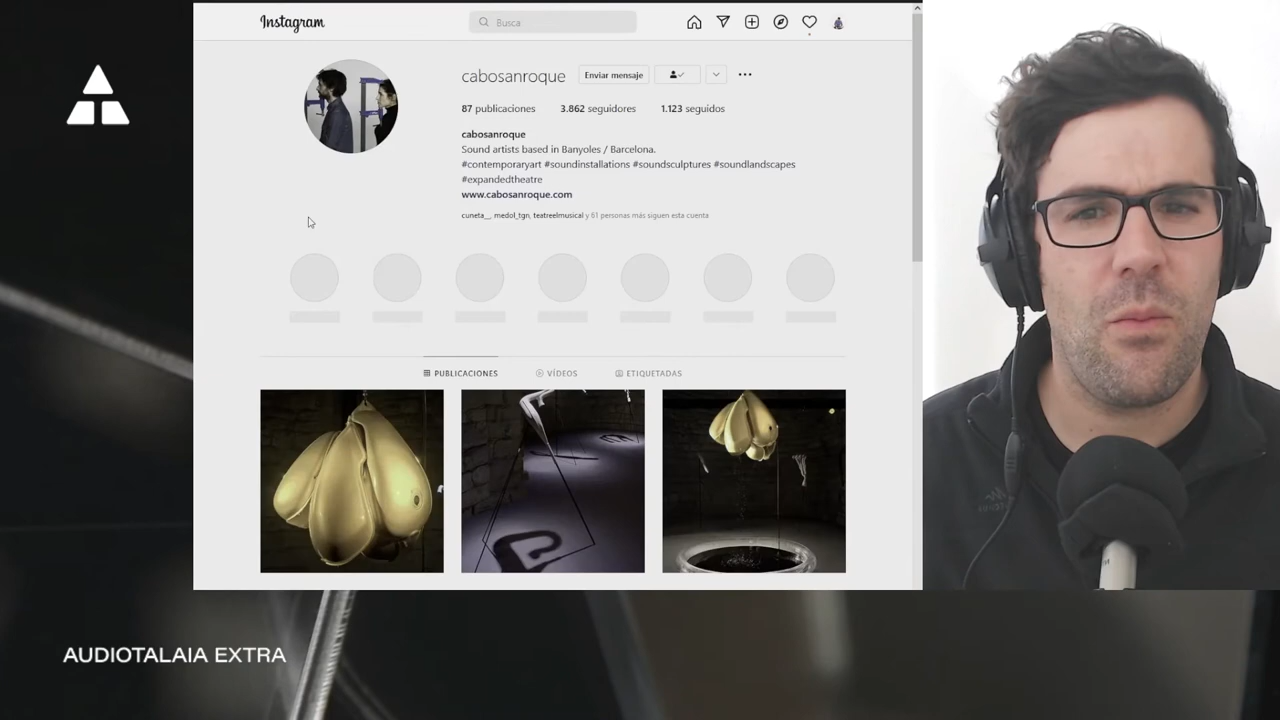 Instagram
Busca
cabosanroque
Enviar mensaje
87 publicaciones 3.862 seguidores 1.123 seguidos
cabosanroque
Sound artists based in Banyoles / Barcelona.
#contemporaryart #soundinstallations #soundsculptures #soundlandscapes
#expandedtheatre
www.cabosanroque.com
cuneta__, medol_tgn, teatreelmusical y 61 personas más siguen esta cuenta
PUBLICACIONES VÍDEOS ETIQUETADAS
AUDIOTALAIA EXTRA